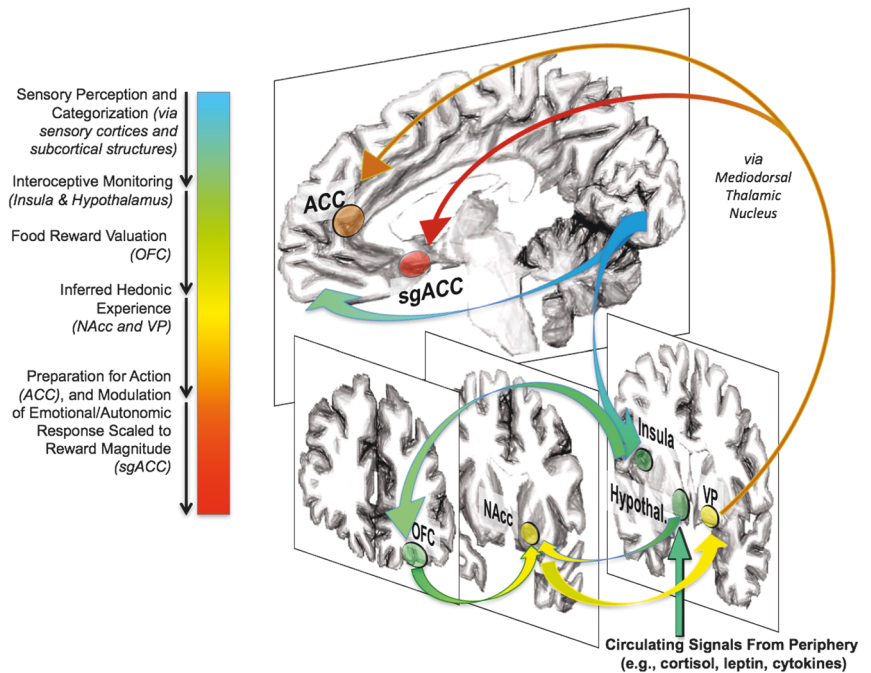 Sensory Perception and
Categorization (via
sensory cortices and
subcortical structures)
Interoceptive Monitoring
(Insula & Hypothalamus)
Food Reward Valuation
(OFC)
Inferred Hedonic
Experience
(NAcc and VP)
Preparation for Action
(ACC), and Modulation
of Emotional/Autonomic
Response Scaled to
Reward Magnitude
(sgACC)
ACC
sgACC
via
Mediodorsal
Thalamic
Nucleus
OFC
NAcc
Insula
Hypothal.
VP
Circulating Signals From Periphery
(e.g., cortisol, leptin, cytokines)